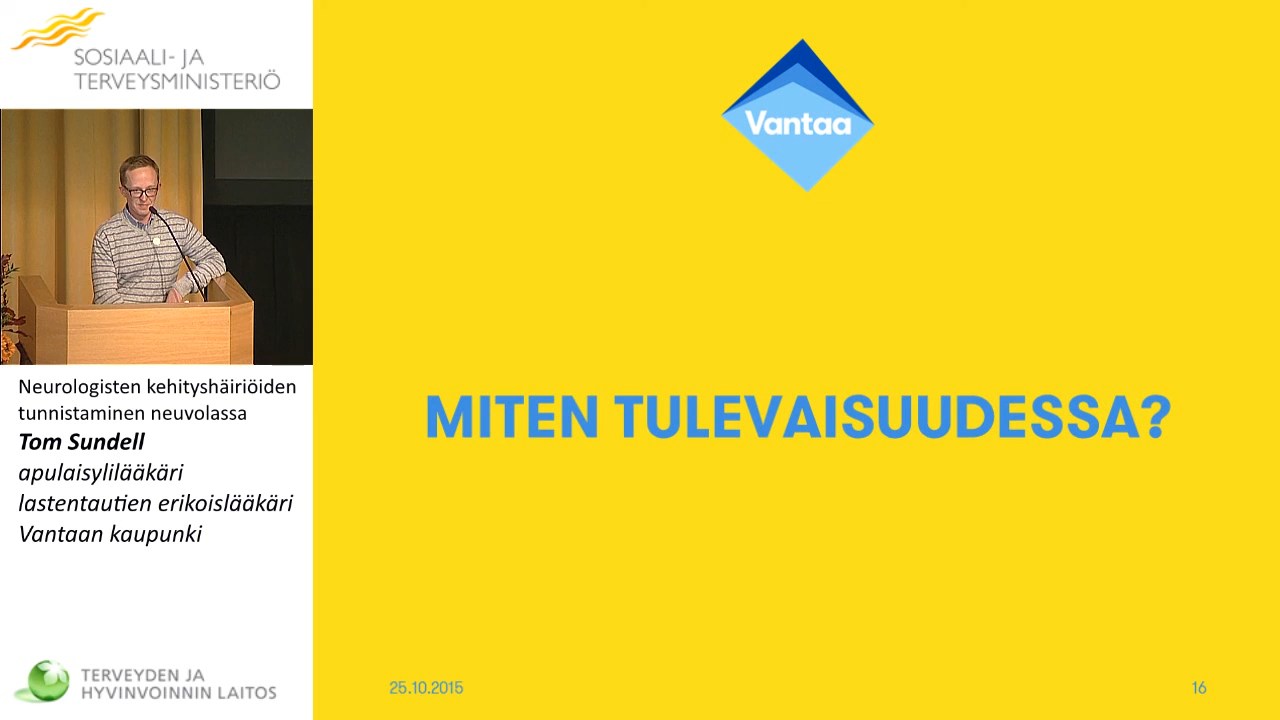 SOSIAALI- JA
TERVEYSMINISTERIÖ
Neurologisten kehityshäiriöiden
tunnistaminen neuvolassa
Tom Sundell
apulaisylilääkäri
lastentautien erikoislääkäri
Vantaan kaupunki
TERVEYDEN JA
HYVINVOINNIN LAITOS
Vantaa
MITEN TULEVAISUUDESSA?
25.10.2015
16